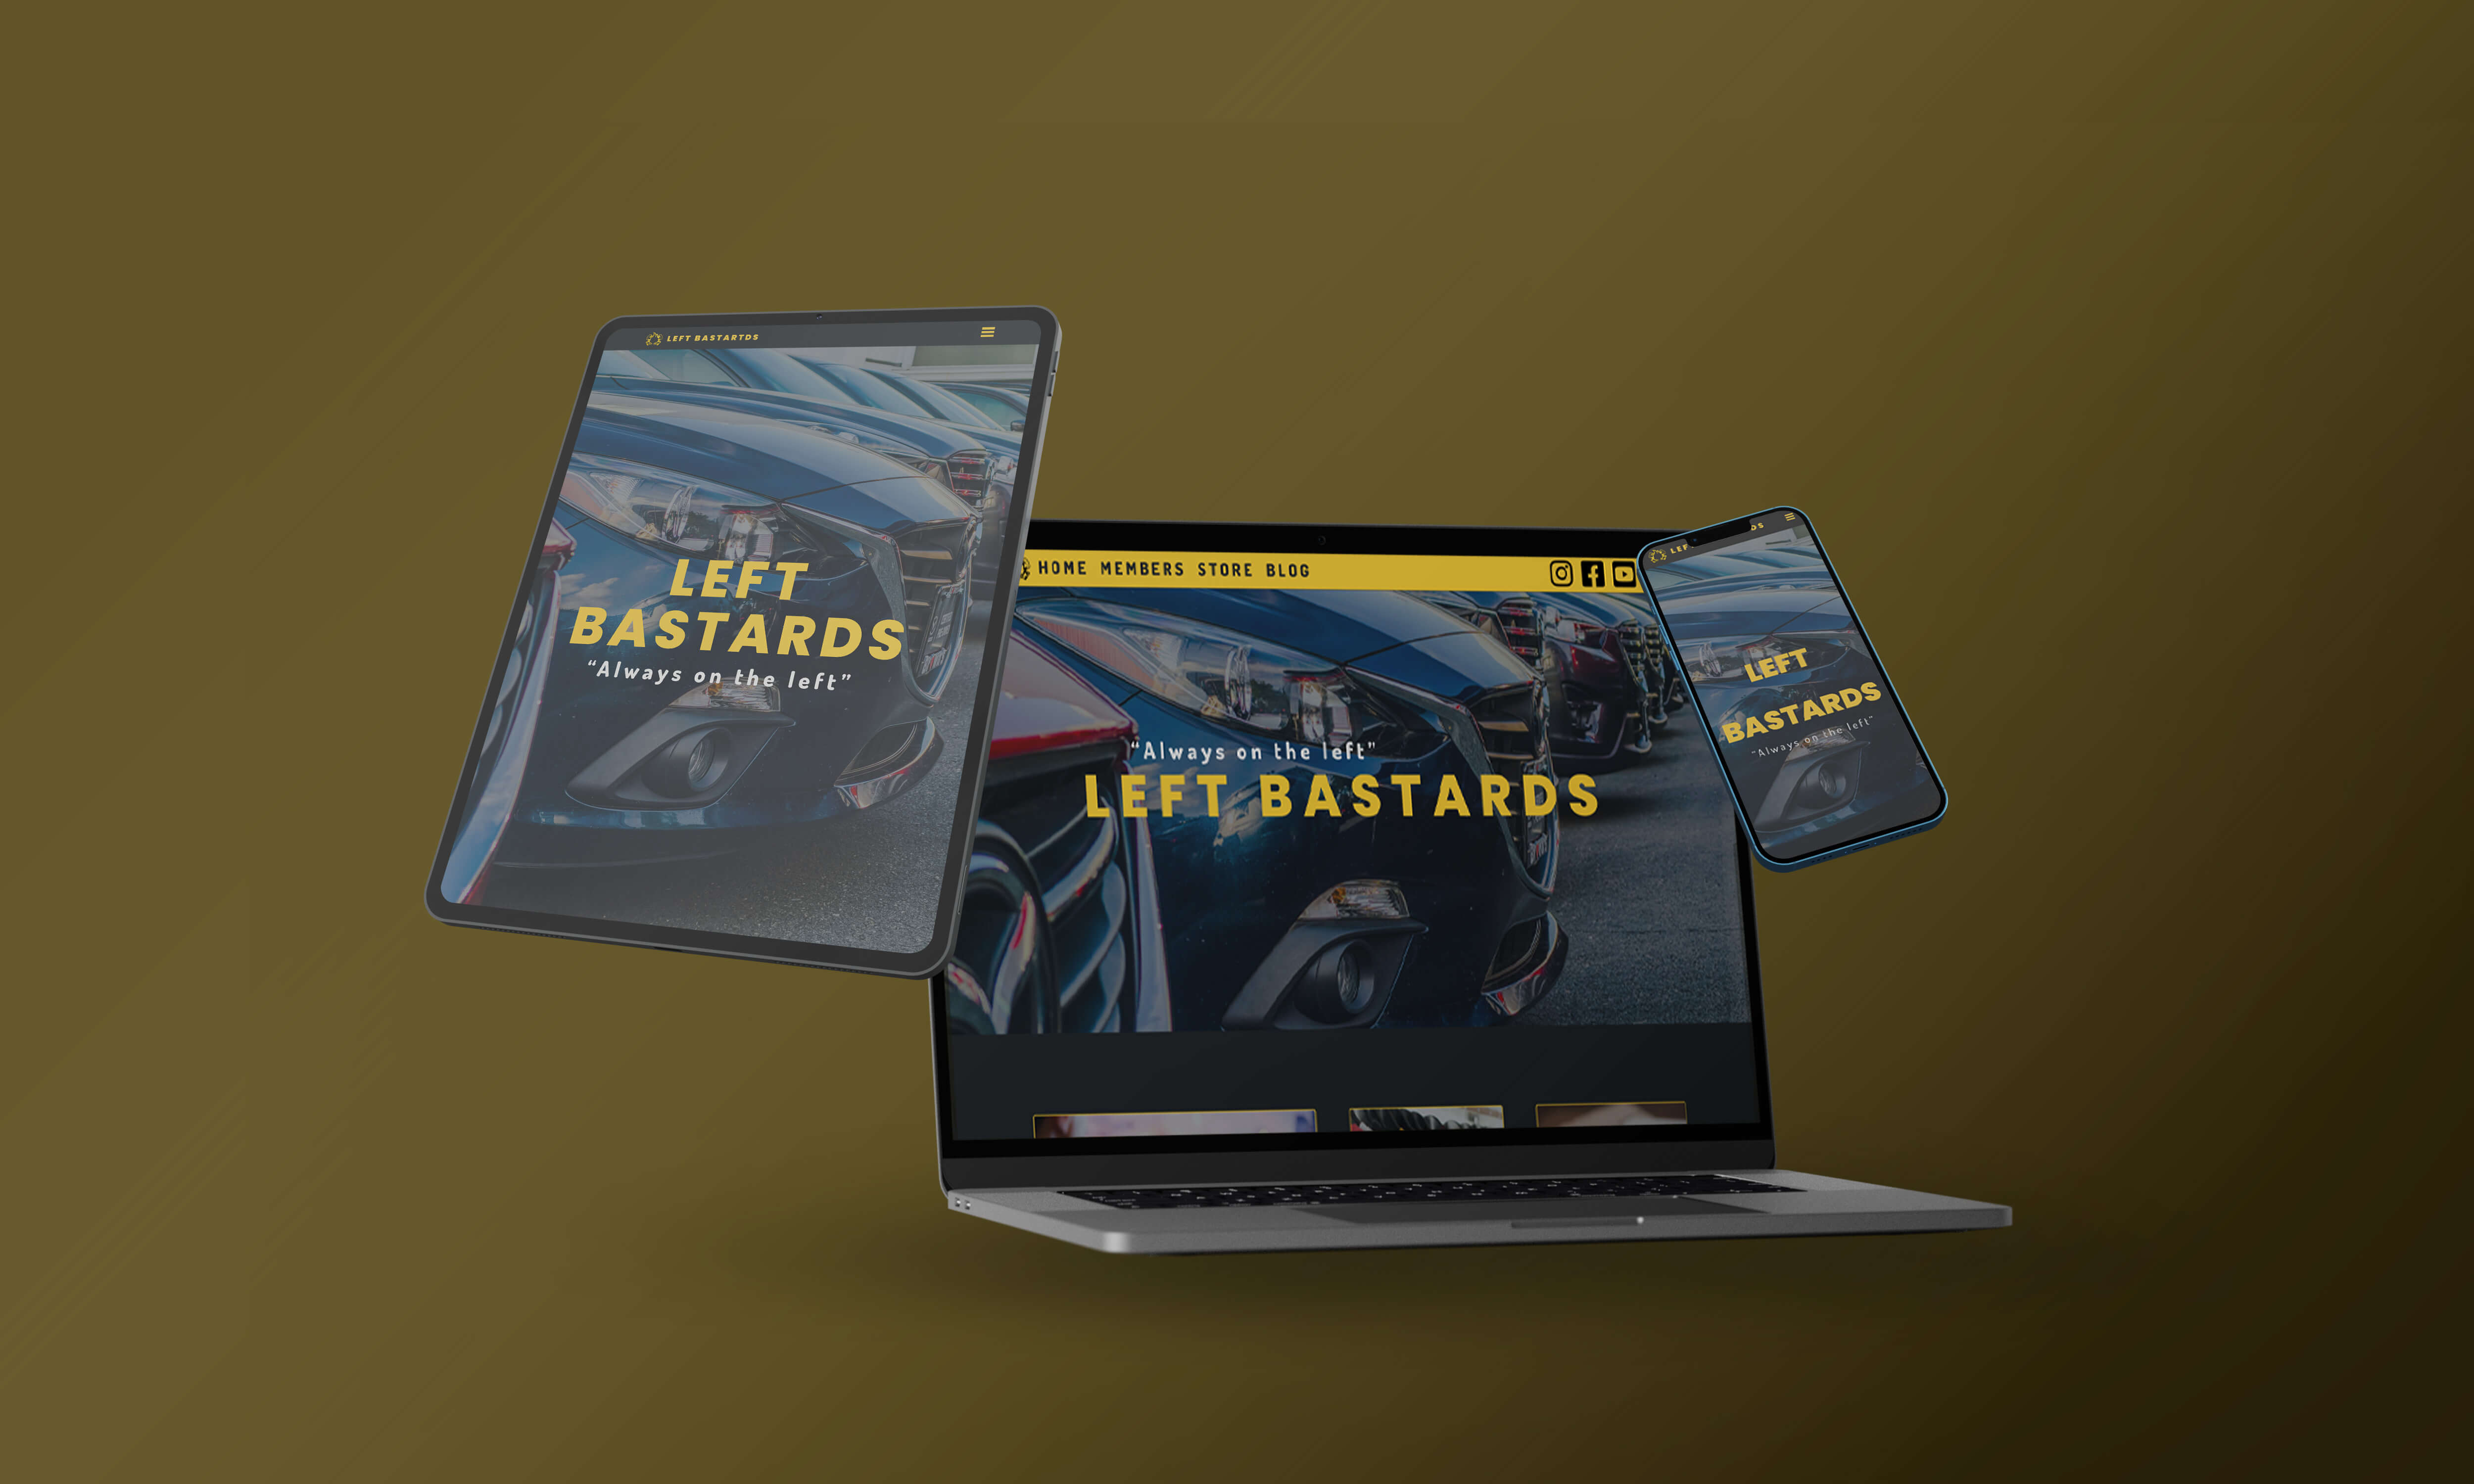 LEFT BASTARTDS
LEFT
BASTARDS
“Always on the left”
HOME MEMBERS STORE BLOG
"Always on the left"
LEFT BASTARDS
LEFT
BASTARDS
"Always on the left"